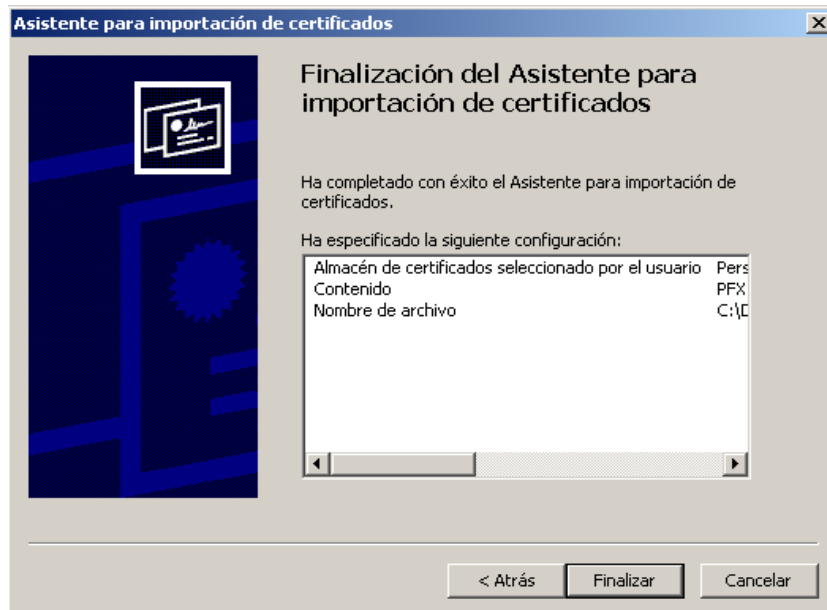 Asistente para importación de certificados
Finalización del Asistente para
importación de certificados
Ha completado con éxito el Asistente para importación de
certificados.
Ha especificado la siguiente configuración:
Almacén de certificados seleccionado por el usuario Pers
Contenido PFX
Nombre de archivo C:\D
< Atrás Finalizar Cancelar